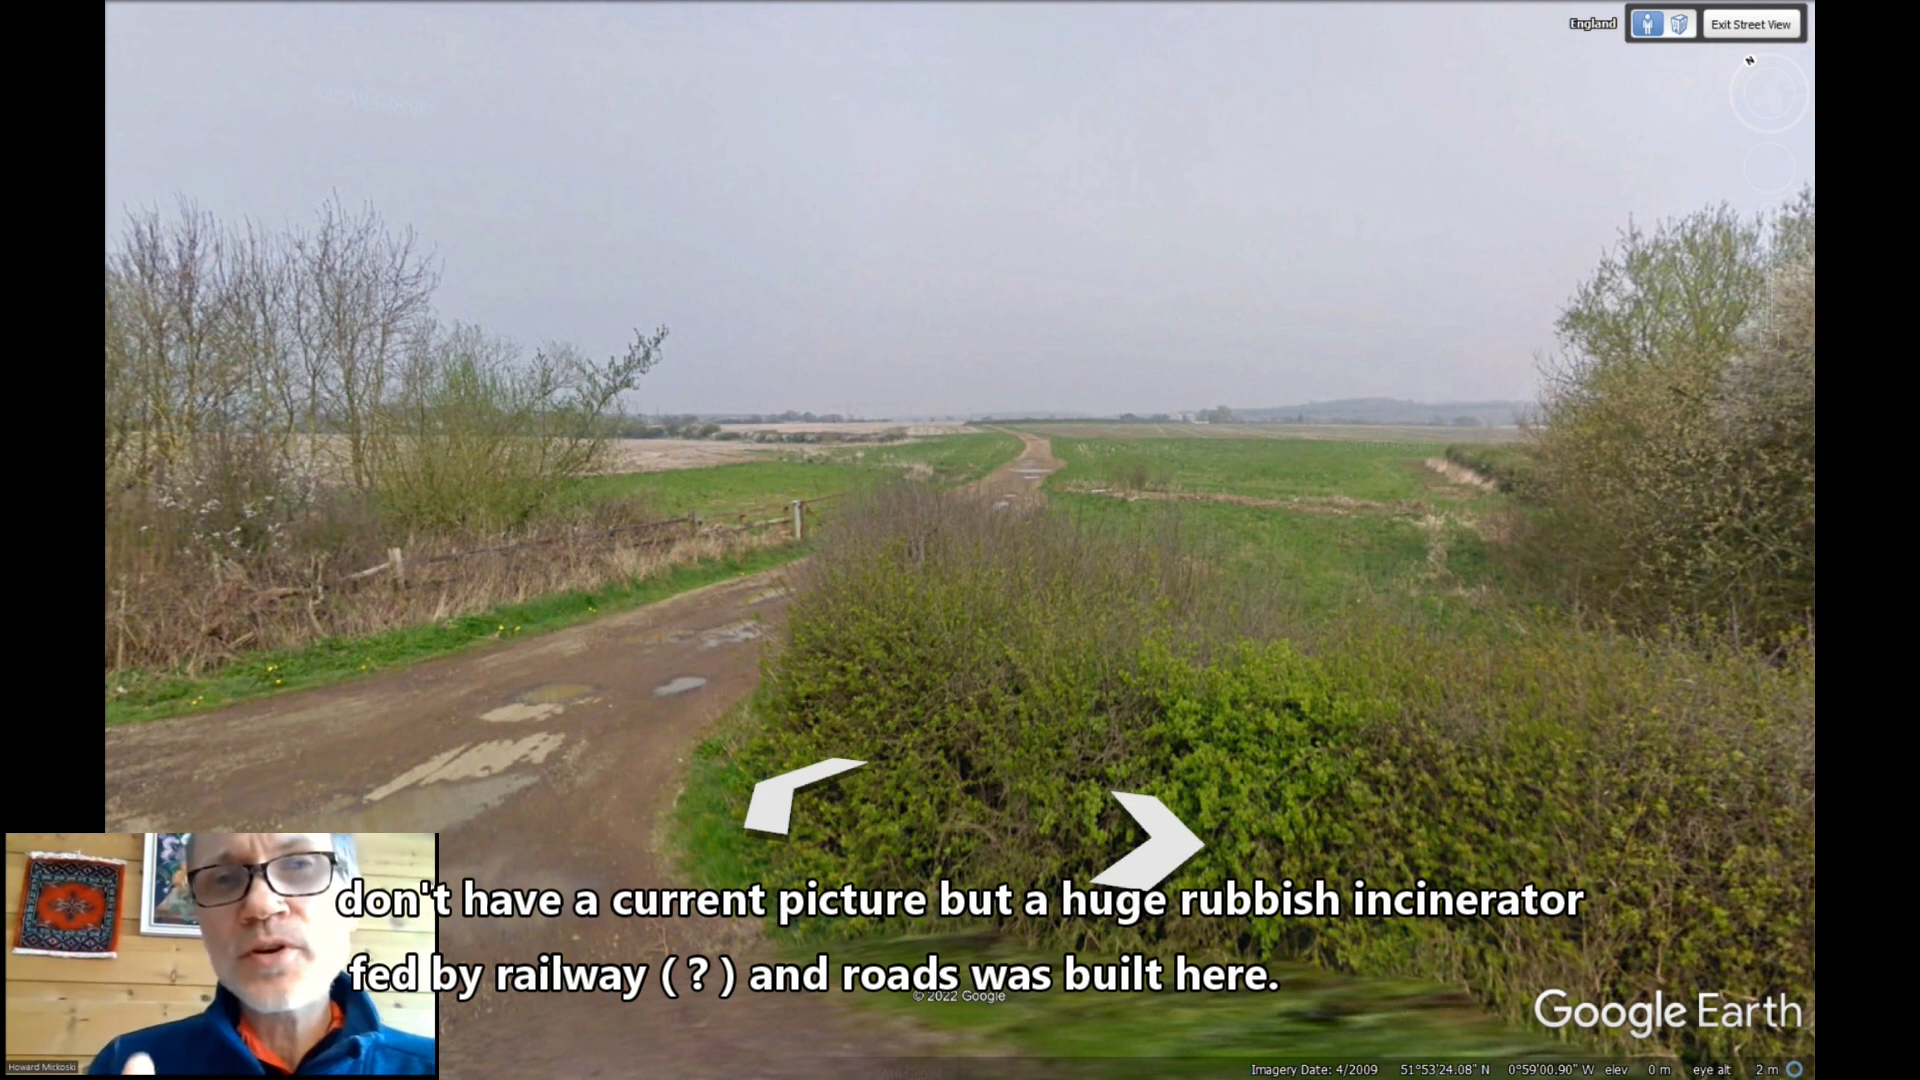 England
Exit Street View
N
don't have a current picture but a huge rubbish incinerator
fed by railway ( ? ) and roads was built here.
© 2022 Google
Google Earth
Howard Mickoski
Imagery Date: 4/2009 51°53'24.08" N 0°59'00.90" W elev 0 m eye alt 2 m